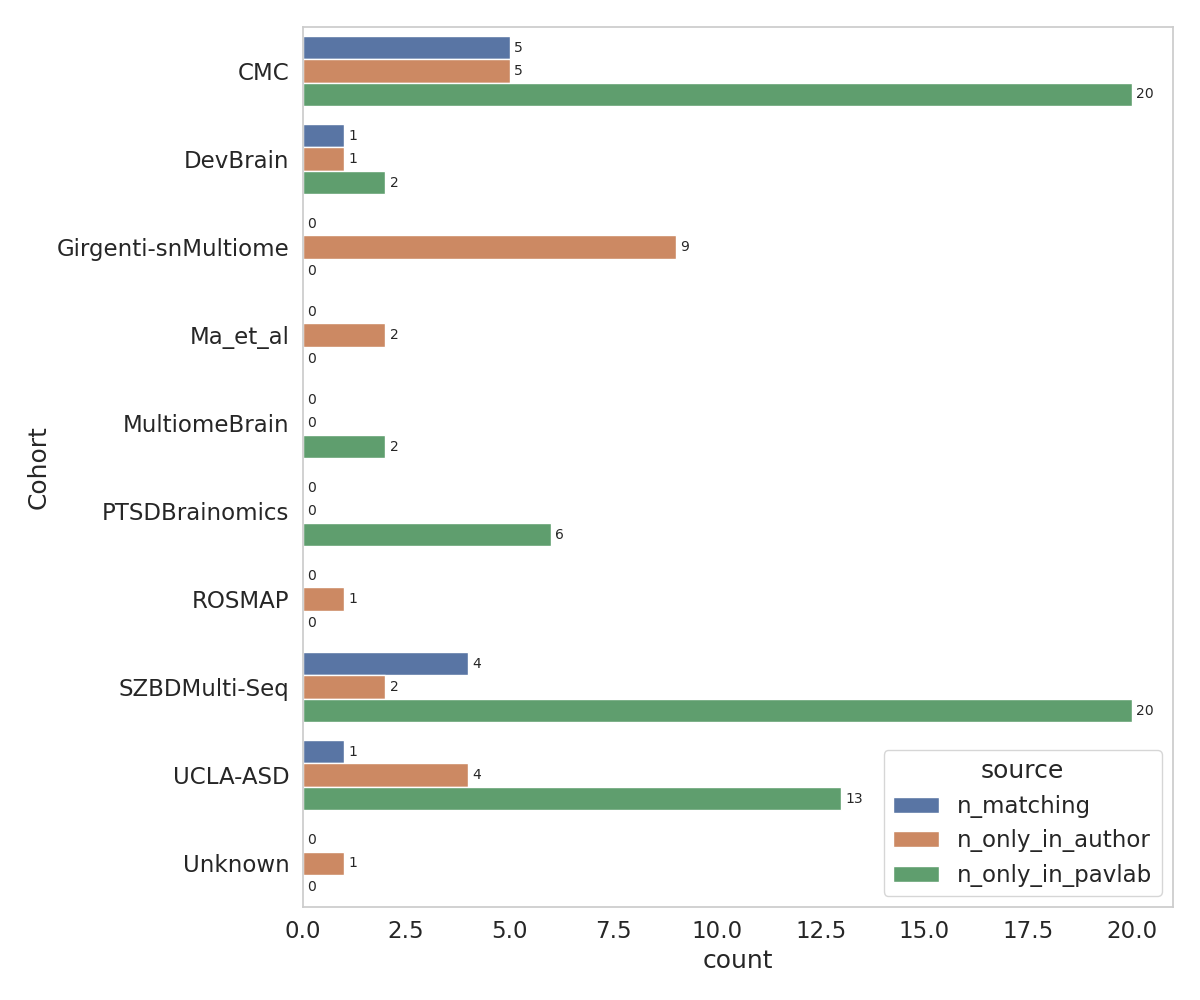 CMC
5
5
20
DevBrain
1
1
2
Girgenti-snMultiome
0
9
0
Ma_et_al
0
2
0
MultiomeBrain
0
0
2
PTSDBrainomics
0
0
6
ROSMAP
0
1
0
SZBDMulti-Seq
4
2
20
UCLA-ASD
1
4
13
Unknown
0
1
0
Cohort
source
n_matching
n_only_in_author
n_only_in_pavlab
0.0 2.5 5.0 7.5 10.0 12.5 15.0 17.5 20.0
count